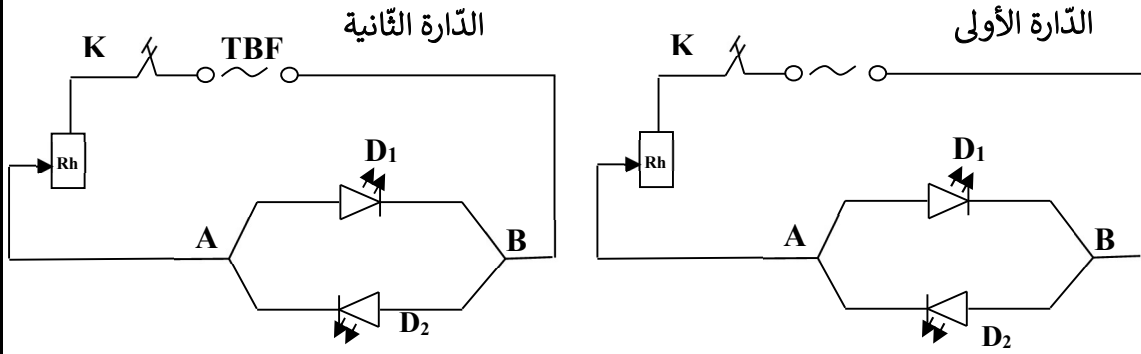 الدّارة الأولى
K
Rh
D1
A
B
D2
الدّارة الثّانية
K TBF
Rh
D1
A
B
D2